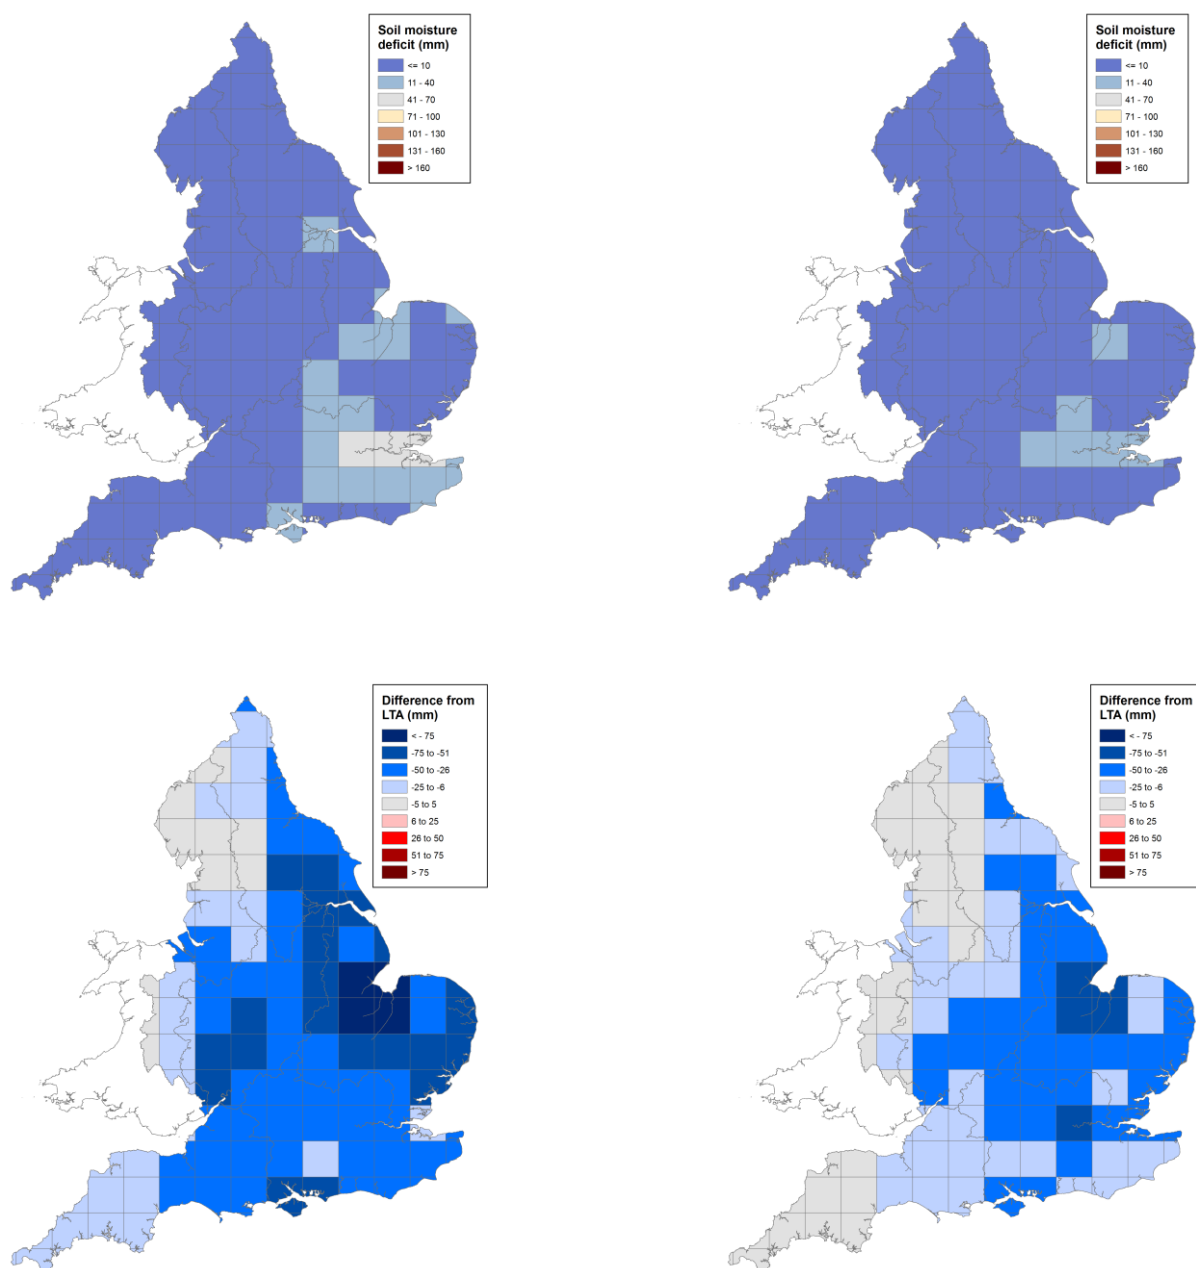 Soil moisture
deficit (mm)
<= 10
11 - 40
41 - 70
71 - 100
101 - 130
131 - 160
> 160
Soil moisture
deficit (mm)
<= 10
11 - 40
41 - 70
71 - 100
101 - 130
131 - 160
> 160
Difference from
LTA (mm)
< - 75
-75 to -51
-50 to -26
-25 to -6
-5 to 5
6 to 25
26 to 50
51 to 75
> 75
Difference from
LTA (mm)
< - 75
-75 to -51
-50 to -26
-25 to -6
-5 to 5
6 to 25
26 to 50
51 to 75
> 75